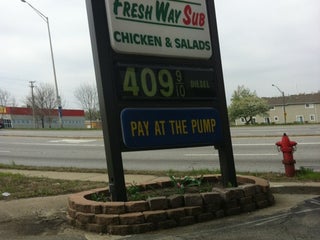 FRESH WAY SUB
CHICKEN & SALADS
409 9/10 DIESEL
PAY AT THE PUMP